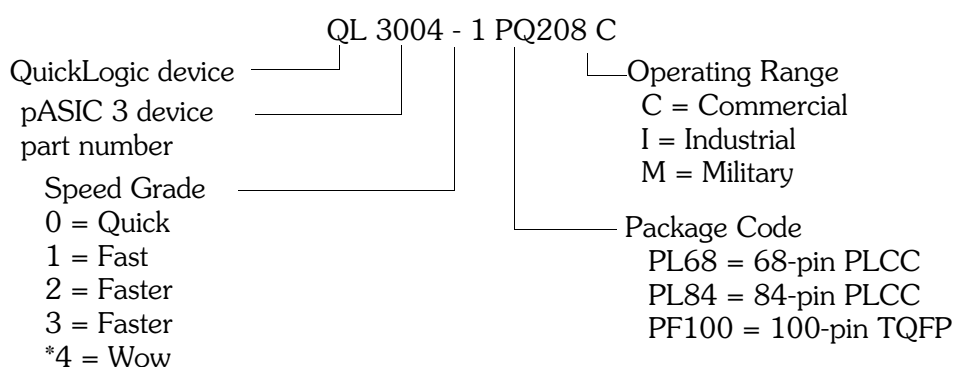 QL 3004 - 1 PQ208 C
QuickLogic device
pASIC 3 device
part number
Speed Grade
0 = Quick
1 = Fast
2 = Faster
3 = Faster
*4 = Wow
Operating Range
C = Commercial
I = Industrial
M = Military
Package Code
PL68 = 68-pin PLCC
PL84 = 84-pin PLCC
PF100 = 100-pin TQFP